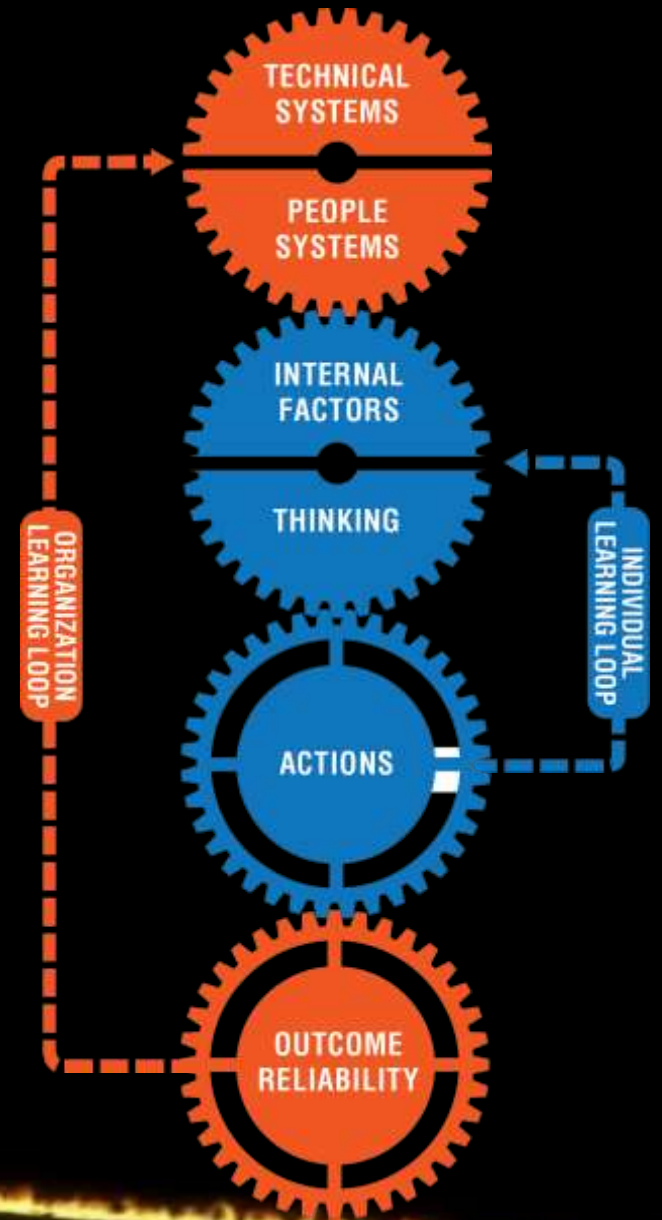 TECHNICAL
SYSTEMS
PEOPLE
SYSTEMS
INTERNAL
FACTORS
THINKING
ORGANIZATION
LEARNING LOOP
INDIVIDUAL
LEARNING LOOP
ACTIONS
OUTCOME
RELIABILITY